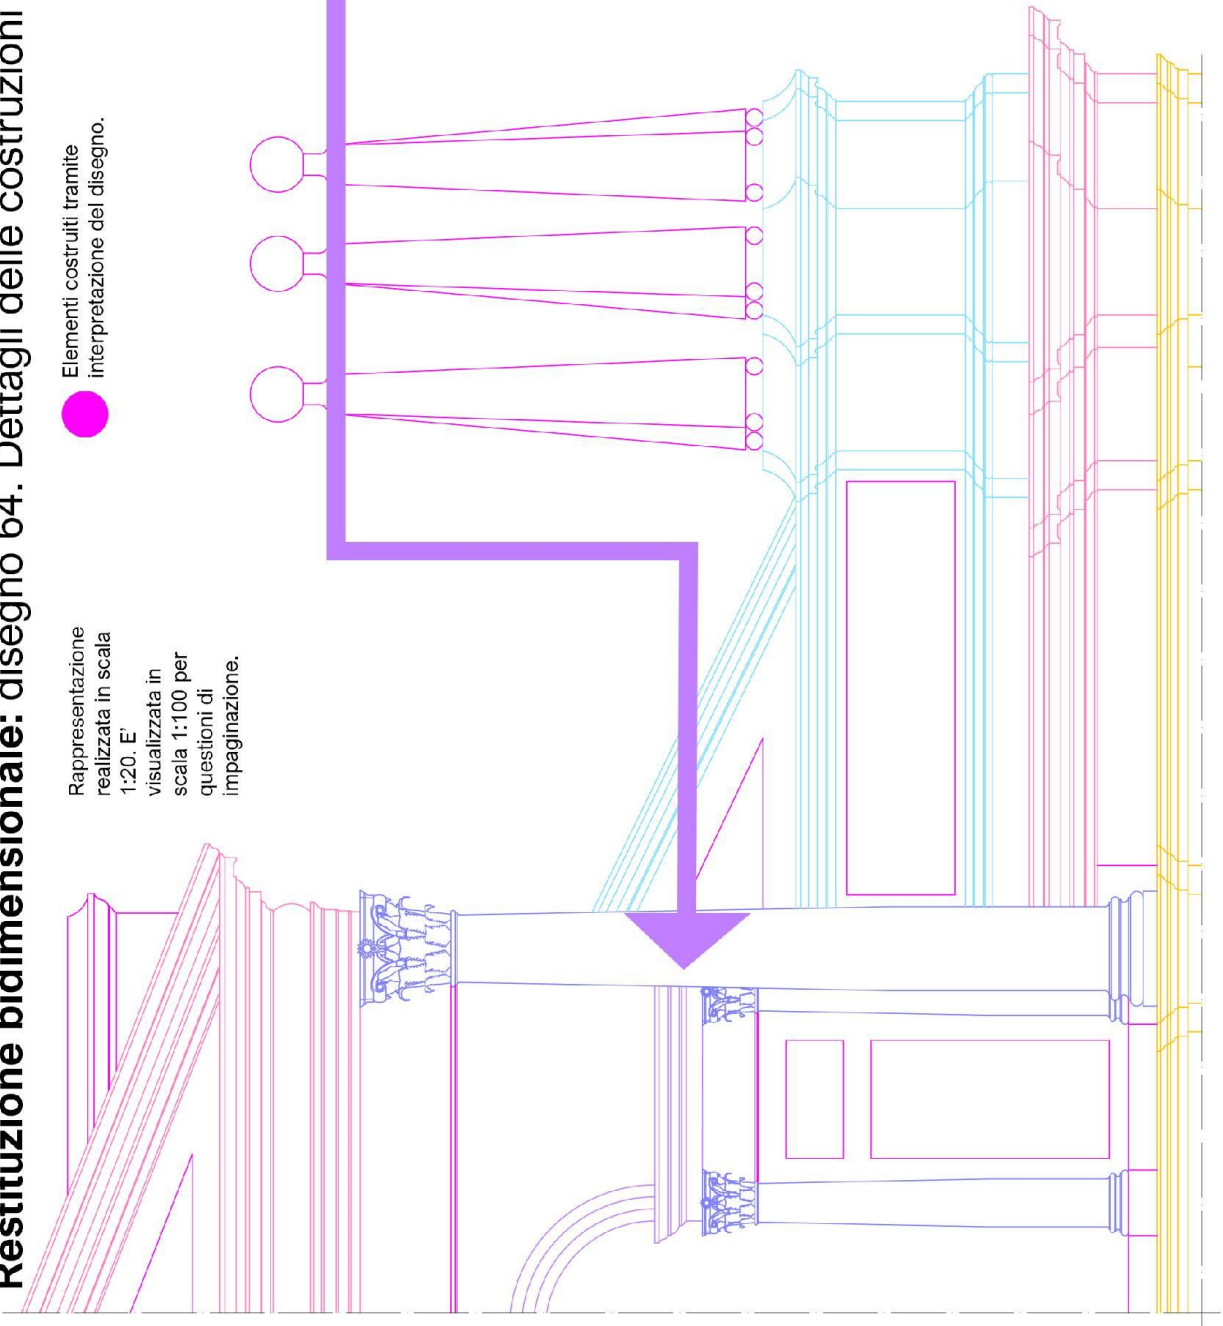 Restituzione bidimensionale: disegno 64. Dettagli delle costruzioni
Rappresentazione
realizzata in scala
1:20. E'
visualizzata in
scala 1:100 per
questioni di
impaginazione.
Elementi costruiti tramite
interpretazione del disegno.